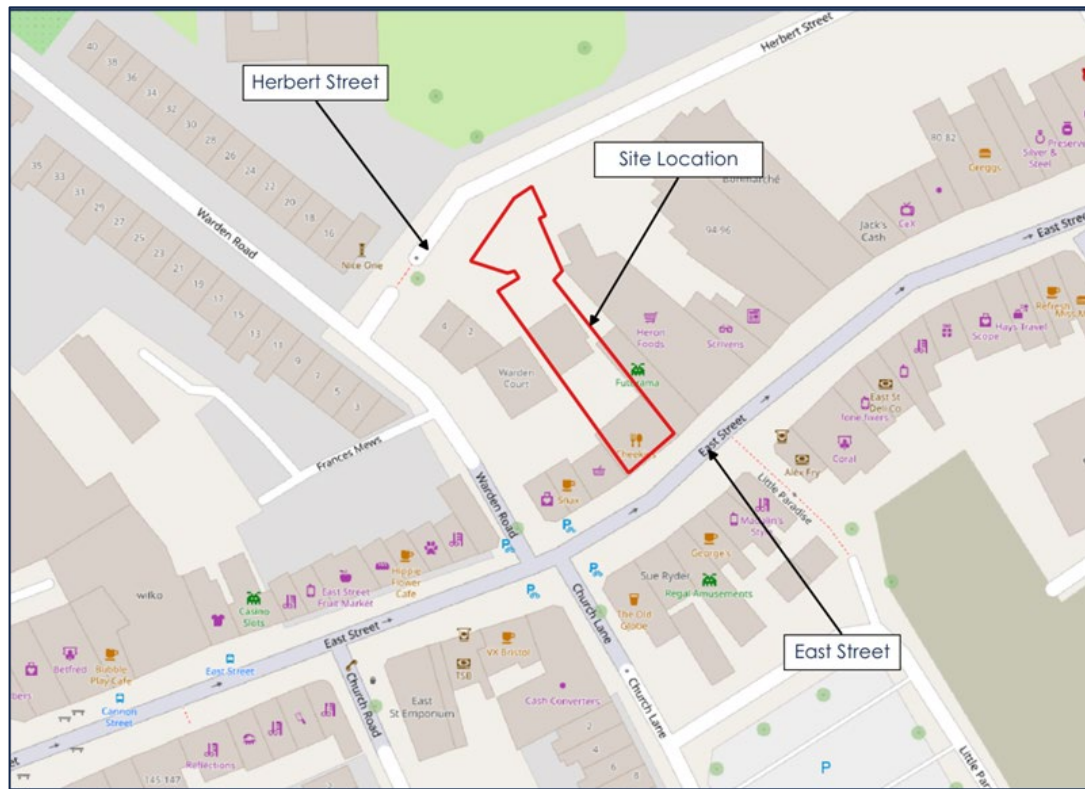 Herbert Street
Herbert Street
Site Location
80-82
Greggs
Silver &
Steel
40
38
36
34
32
30
28
26
24
22
20
18
16
Nice One
35
33
31
29
27
25
23
21
19
17
15
13
11
9
7
5
3
Warden Road
94-96
Jack's
Cash
CeX
East Street
4
2
Warden
Court
Heron
Foods
Scrivens
Futurama
Scope
Hays Travel
Refresh
East St
Deli Co
Tone fixers
Coral
Alex Fry
East Street
Little Paradise
Frances Mews
Warden Road
George's
Sue Ryder
Regal Amusements
The Old
Globe
East Street
wilko
Casino
Slots
East Street
Fruit Market
Hippie
Flower
Cafe
East Street
Church Lane
Betfred
Bubble
Play Cafe
East Street
Cannon
Street
VK Bristol
TSB
Cash Converters
East
St Emporium
Church Road
Church Lane
2
4
6
8
Reflections
145-147
P